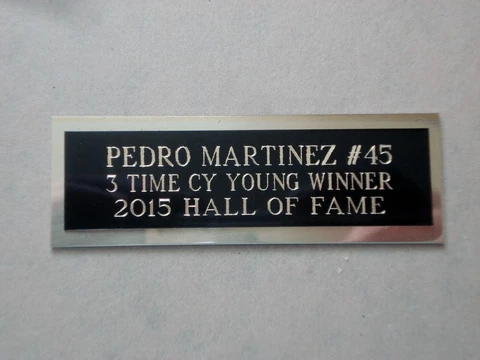 PEDRO MARTINEZ #45
3 TIME CY YOUNG WINNER
2015 HALL OF FAME